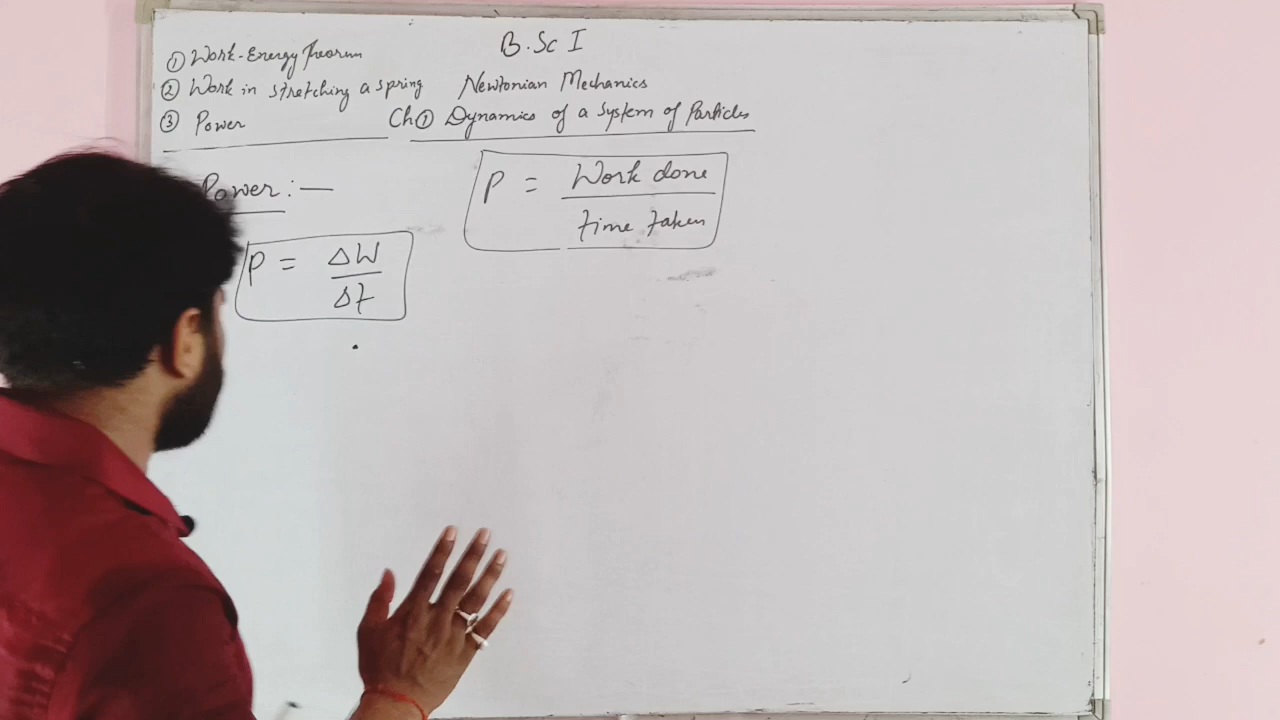 B.Sc I
① Work-Energy Theorem
② Work in stretching a spring
Newtonian Mechanics
③ Power
Ch① Dynamics of a System of Particles
Power :—
P = Work done / time taken
P = ΔW / Δt